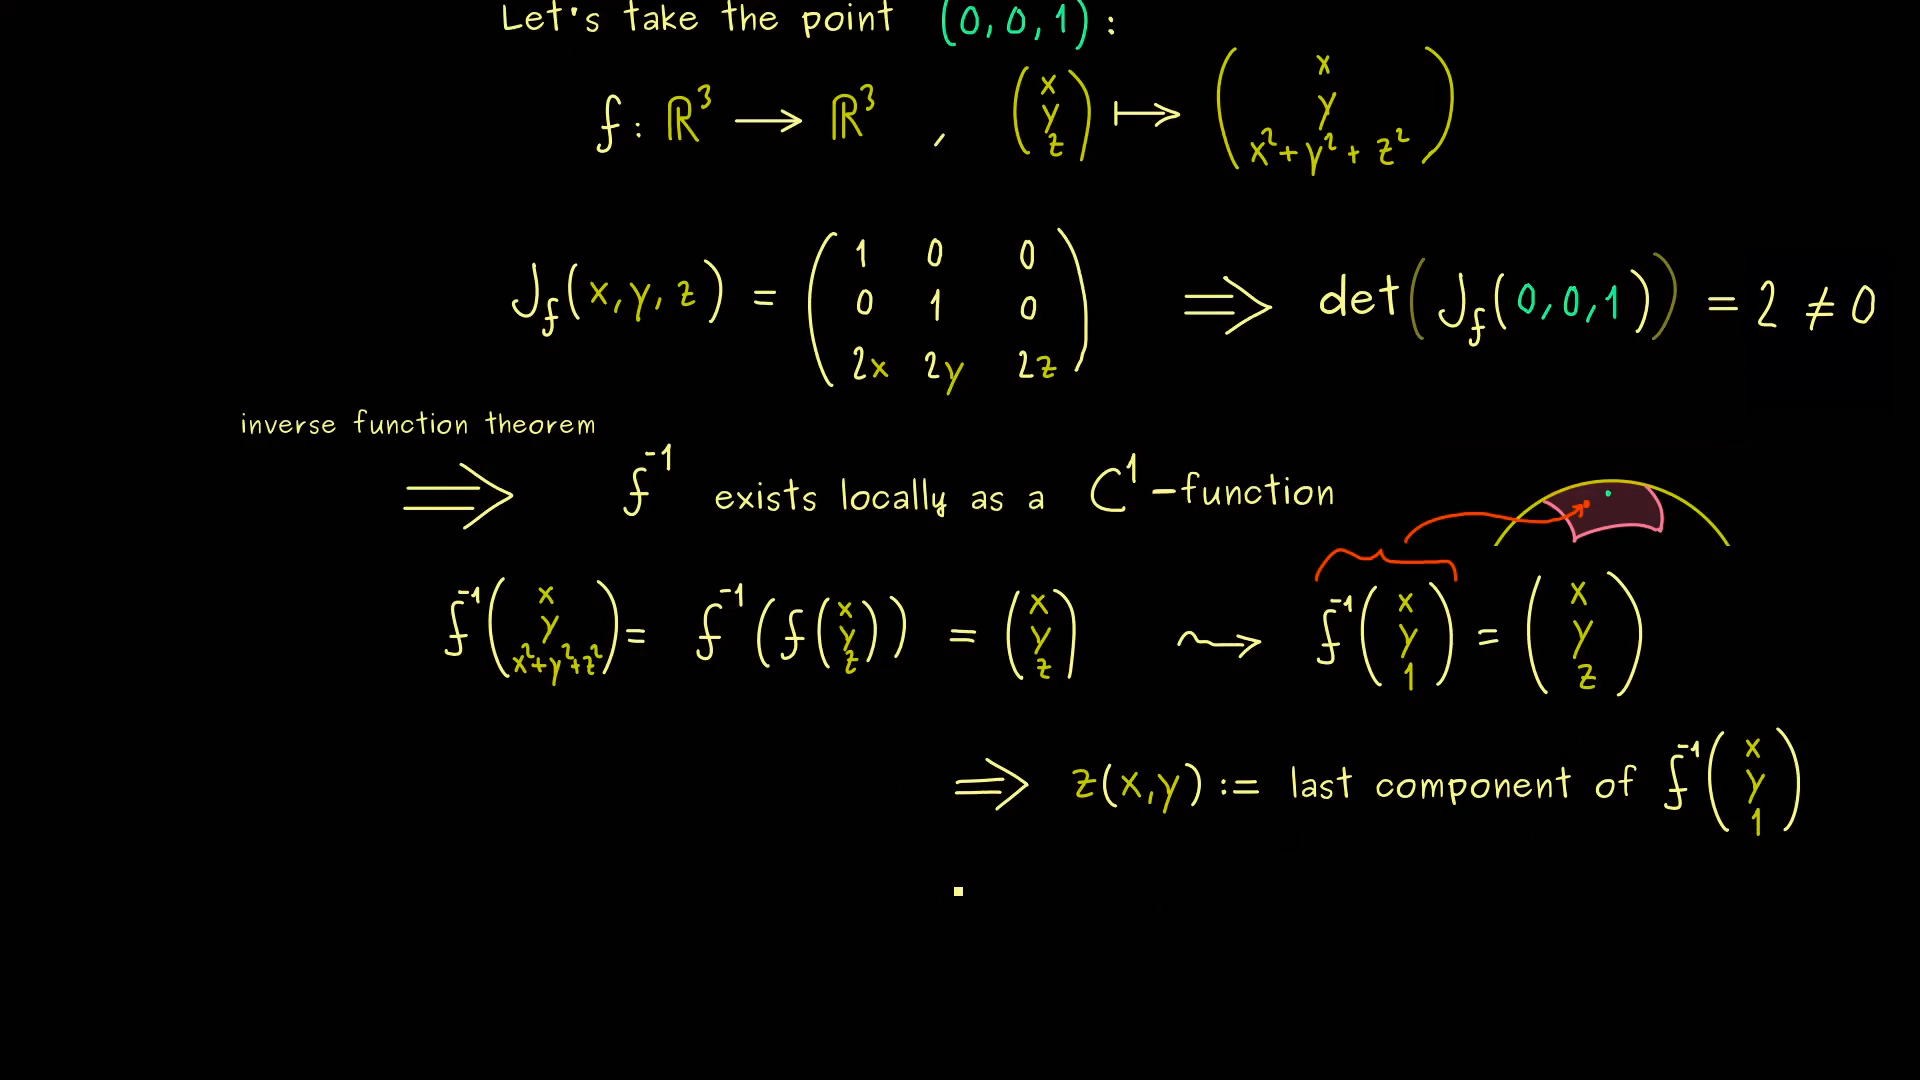 Let's take the point (0,0,1):
f: ℝ³ → ℝ³ , (x y z) ↦ (x y x²+y²+z²)
J_f(x,y,z) = (1 0 0 0 1 0 2x 2y 2z) ⟹ det(J_f(0,0,1)) = 2 ≠ 0
inverse function theorem
⟹ f⁻¹ exists locally as a C¹-function
f⁻¹(x y x²+y²+z²) = f⁻¹(f(x y z)) = (x y z) ⤳ f⁻¹(x y 1) = (x y z)
⟹ z(x,y) := last component of f⁻¹(x y 1)